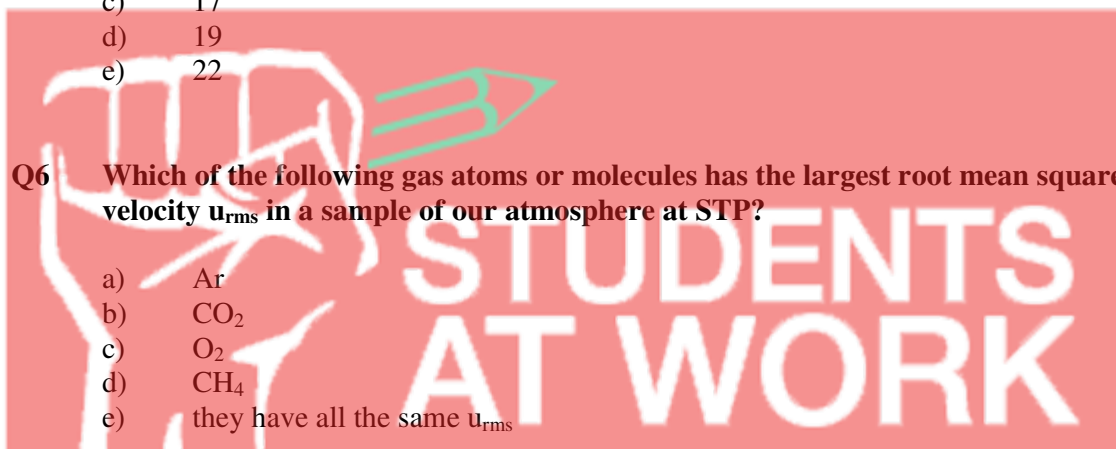 c) 17
d) 19
e) 22
Q6 Which of the following gas atoms or molecules has the largest root mean square
velocity urms in a sample of our atmosphere at STP?
a) Ar
b) CO2
c) O2
d) CH4
e) they have all the same urms
STUDENTS
AT WORK